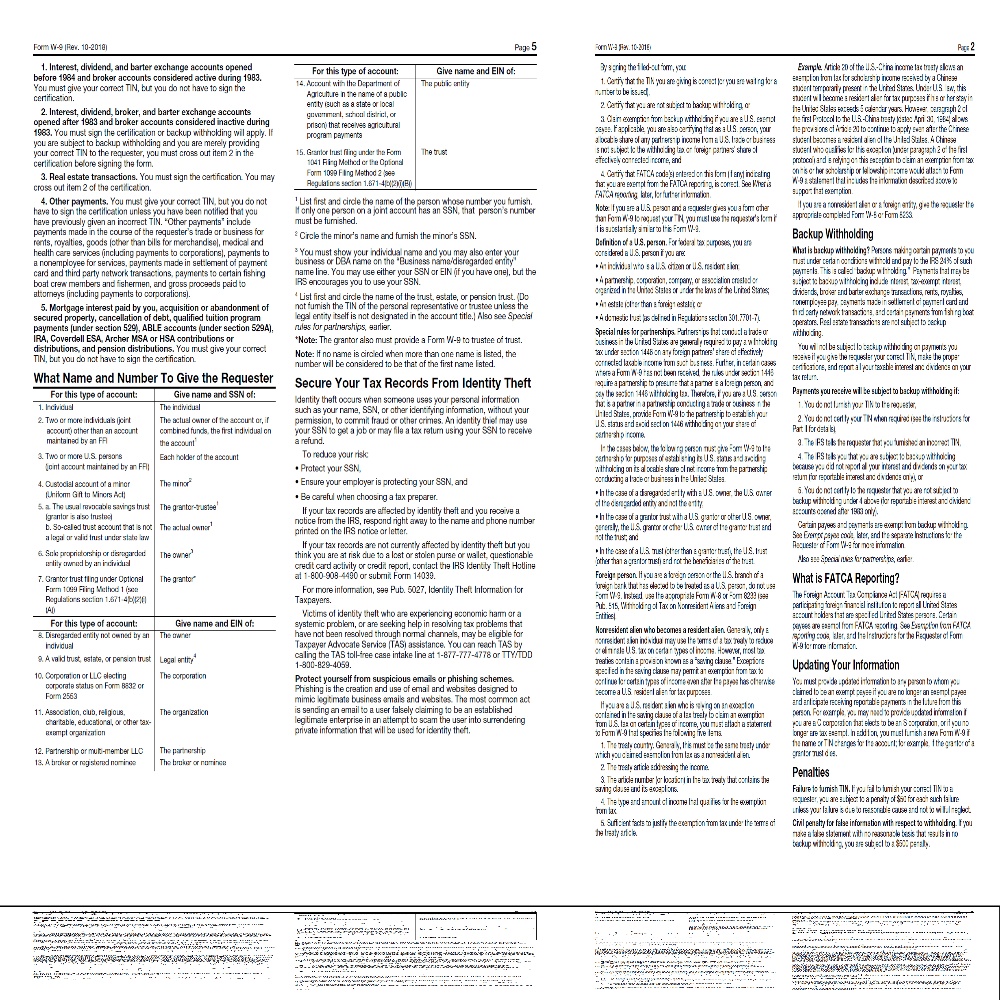 Form W-9 (Rev. 10-2018)
Page 5
1. Interest, dividend, and barter exchange accounts opened
before 1984 and broker accounts considered active during 1983.
You must give your correct TIN, but you do not have to sign the
certification.
2. Interest, dividend, broker, and barter exchange accounts
opened after 1983 and broker accounts considered inactive during
1983. You must sign the certification or backup withholding will apply. If
you are subject to backup withholding and you are merely providing
your correct TIN to the requester, you must cross out item 2 in the
certification before signing the form.
3. Real estate transactions. You must sign the certification. You may
cross out item 2 of the certification.
4. Other payments. You must give your correct TIN, but you do not
have to sign the certification unless you have been notified that you
have previously given an incorrect TIN. "Other payments" include
payments made in the course of the requester's trade or business for
rents, royalties, goods (other than bills for merchandise), medical and
health care services (including payments to corporations), payments to
a nonemployee for services, payments made in settlement of payment
card and third party network transactions, payments to certain fishing
boat crew members and fishermen, and gross proceeds paid to
attorneys (including payments to corporations).
5. Mortgage interest paid by you, acquisition or abandonment of
secured property, cancellation of debt, qualified tuition program
payments (under section 529), ABLE accounts (under section 529A),
IRA, Coverdell ESA, Archer MSA or HSA contributions or
distributions, and pension distributions. You must give your correct
TIN, but you do not have to sign the certification.
What Name and Number To Give the Requester
For this type of account: Give name and SSN of:
1. Individual The individual
2. Two or more individuals (joint The actual owner of the account or, if
account) other than an account combined funds, the first individual on
maintained by an FFI the account1
3. Two or more U.S. persons Each holder of the account
(joint account maintained by an FFI)
4. Custodial account of a minor The minor2
(Uniform Gift to Minors Act)
5. a. The usual revocable savings trust The grantor-trustee1
(grantor is also trustee)
b. So-called trust account that is not The actual owner1
a legal or valid trust under state law
6. Sole proprietorship or disregarded The owner3
entity owned by an individual
7. Grantor trust filing under Optional The grantor*
Form 1099 Filing Method 1 (see
Regulations section 1.671-4(b)(2)(i)
(A))
For this type of account: Give name and EIN of:
8. Disregarded entity not owned by an The owner
individual
9. A valid trust, estate, or pension trust Legal entity4
10. Corporation or LLC electing The corporation
corporate status on Form 8832 or
Form 2553
11. Association, club, religious, The organization
charitable, educational, or other tax-
exempt organization
12. Partnership or multi-member LLC The partnership
13. A broker or registered nominee The broker or nominee
For this type of account: Give name and EIN of:
14. Account with the Department of The public entity
Agriculture in the name of a public
entity (such as a state or local
government, school district, or
prison) that receives agricultural
program payments
15. Grantor trust filing under the Form The trust
1041 Filing Method or the Optional
Form 1099 Filing Method 2 (see
Regulations section 1.671-4(b)(2)(i)(B))
1 List first and circle the name of the person whose number you furnish.
If only one person on a joint account has an SSN, that person's number
must be furnished.
2 Circle the minor's name and furnish the minor's SSN.
3 You must show your individual name and you may also enter your
business or DBA name on the "Business name/disregarded entity"
name line. You may use either your SSN or EIN (if you have one), but the
IRS encourages you to use your SSN.
4 List first and circle the name of the trust, estate, or pension trust. (Do
not furnish the TIN of the personal representative or trustee unless the
legal entity itself is not designated in the account title.) Also see Special
rules for partnerships, earlier.
*Note: The grantor also must provide a Form W-9 to trustee of trust.
Note: If no name is circled when more than one name is listed, the
number will be considered to be that of the first name listed.
Secure Your Tax Records From Identity Theft
Identity theft occurs when someone uses your personal information
such as your name, SSN, or other identifying information, without your
permission, to commit fraud or other crimes. An identity thief may use
your SSN to get a job or may file a tax return using your SSN to receive
a refund.
To reduce your risk:
• Protect your SSN,
• Ensure your employer is protecting your SSN, and
• Be careful when choosing a tax preparer.
If your tax records are affected by identity theft and you receive a
notice from the IRS, respond right away to the name and phone number
printed on the IRS notice or letter.
If your tax records are not currently affected by identity theft but you
think you are at risk due to a lost or stolen purse or wallet, questionable
credit card activity or credit report, contact the IRS Identity Theft Hotline
at 1-800-908-4490 or submit Form 14039.
For more information, see Pub. 5027, Identity Theft Information for
Taxpayers.
Victims of identity theft who are experiencing economic harm or a
systemic problem, or are seeking help in resolving tax problems that
have not been resolved through normal channels, may be eligible for
Taxpayer Advocate Service (TAS) assistance. You can reach TAS by
calling the TAS toll-free case intake line at 1-877-777-4778 or TTY/TDD
1-800-829-4059.
Protect yourself from suspicious emails or phishing schemes.
Phishing is the creation and use of email and websites designed to
mimic legitimate business emails and websites. The most common act
is sending an email to a user falsely claiming to be an established
legitimate enterprise in an attempt to scam the user into surrendering
private information that will be used for identity theft.
Form W-9 (Rev. 10-2018)
Page 2
By signing the filled-out form, you:
1. Certify that the TIN you are giving is correct (or you are waiting for a
number to be issued),
2. Certify that you are not subject to backup withholding, or
3. Claim exemption from backup withholding if you are a U.S. exempt
payee. If applicable, you are also certifying that as a U.S. person, your
allocable share of any partnership income from a U.S. trade or business
is not subject to the withholding tax on foreign partners' share of
effectively connected income, and
4. Certify that FATCA code(s) entered on this form (if any) indicating
that you are exempt from the FATCA reporting, is correct. See What is
FATCA reporting, later, for further information.
Note: If you are a U.S. person and a requester gives you a form other
than Form W-9 to request your TIN, you must use the requester's form if
it is substantially similar to this Form W-9.
Definition of a U.S. person. For federal tax purposes, you are
considered a U.S. person if you are:
• An individual who is a U.S. citizen or U.S. resident alien;
• A partnership, corporation, company, or association created or
organized in the United States or under the laws of the United States;
• An estate (other than a foreign estate); or
• A domestic trust (as defined in Regulations section 301.7701-7).
Special rules for partnerships. Partnerships that conduct a trade or
business in the United States are generally required to pay a withholding
tax under section 1446 on any foreign partners' share of effectively
connected taxable income from such business. Further, in certain cases
where a Form W-9 has not been received, the rules under section 1446
require a partnership to presume that a partner is a foreign person, and
pay the section 1446 withholding tax. Therefore, if you are a U.S. person
that is a partner in a partnership conducting a trade or business in the
United States, provide Form W-9 to the partnership to establish your
U.S. status and avoid section 1446 withholding on your share of
partnership income.
In the cases below, the following person must give Form W-9 to the
partnership for purposes of establishing its U.S. status and avoiding
withholding on its allocable share of net income from the partnership
conducting a trade or business in the United States.
• In the case of a disregarded entity with a U.S. owner, the U.S. owner
of the disregarded entity and not the entity;
• In the case of a grantor trust with a U.S. grantor or other U.S. owner,
generally, the U.S. grantor or other U.S. owner of the grantor trust and
not the trust; and
• In the case of a U.S. trust (other than a grantor trust), the U.S. trust
(other than a grantor trust) and not the beneficiaries of the trust.
Foreign person. If you are a foreign person or the U.S. branch of a
foreign bank that has elected to be treated as a U.S. person, do not use
Form W-9. Instead, use the appropriate Form W-8 or Form 8233 (see
Pub. 515, Withholding of Tax on Nonresident Aliens and Foreign
Entities).
Nonresident alien who becomes a resident alien. Generally, only a
nonresident alien individual may use the terms of a tax treaty to reduce
or eliminate U.S. tax on certain types of income. However, most tax
treaties contain a provision known as a "saving clause." Exceptions
specified in the saving clause may permit an exemption from tax to
continue for certain types of income even after the payee has otherwise
become a U.S. resident alien for tax purposes.
If you are a U.S. resident alien who is relying on an exception
contained in the saving clause of a tax treaty to claim an exemption
from U.S. tax on certain types of income, you must attach a statement
to Form W-9 that specifies the following five items.
1. The treaty country. Generally, this must be the same treaty under
which you claimed exemption from tax as a nonresident alien.
2. The treaty article addressing the income.
3. The article number (or location) in the tax treaty that contains the
saving clause and its exceptions.
4. The type and amount of income that qualifies for the exemption
from tax.
5. Sufficient facts to justify the exemption from tax under the terms of
the treaty article.
Example. Article 20 of the U.S.-China income tax treaty allows an
exemption from tax for scholarship income received by a Chinese
student temporarily present in the United States. Under U.S. law, this
student will become a resident alien for tax purposes if his or her stay in
the United States exceeds 5 calendar years. However, paragraph 2 of
the first Protocol to the U.S.-China treaty (dated April 30, 1984) allows
the provisions of Article 20 to continue to apply even after the Chinese
student becomes a resident alien of the United States. A Chinese
student who qualifies for this exception (under paragraph 2 of the first
protocol) and is relying on this exception to claim an exemption from tax
on his or her scholarship or fellowship income would attach to Form
W-9 a statement that includes the information described above to
support that exemption.
If you are a nonresident alien or a foreign entity, give the requester the
appropriate completed Form W-8 or Form 8233.
Backup Withholding
What is backup withholding? Persons making certain payments to you
must under certain conditions withhold and pay to the IRS 24% of such
payments. This is called "backup withholding." Payments that may be
subject to backup withholding include interest, tax-exempt interest,
dividends, broker and barter exchange transactions, rents, royalties,
nonemployee pay, payments made in settlement of payment card and
third party network transactions, and certain payments from fishing boat
operators. Real estate transactions are not subject to backup
withholding.
You will not be subject to backup withholding on payments you
receive if you give the requester your correct TIN, make the proper
certifications, and report all your taxable interest and dividends on your
tax return.
Payments you receive will be subject to backup withholding if:
1. You do not furnish your TIN to the requester,
2. You do not certify your TIN when required (see the instructions for
Part II for details),
3. The IRS tells the requester that you furnished an incorrect TIN,
4. The IRS tells you that you are subject to backup withholding
because you did not report all your interest and dividends on your tax
return (for reportable interest and dividends only), or
5. You do not certify to the requester that you are not subject to
backup withholding under 4 above (for reportable interest and dividend
accounts opened after 1983 only).
Certain payees and payments are exempt from backup withholding.
See Exempt payee code, later, and the separate Instructions for the
Requester of Form W-9 for more information.
Also see Special rules for partnerships, earlier.
What is FATCA Reporting?
The Foreign Account Tax Compliance Act (FATCA) requires a
participating foreign financial institution to report all United States
account holders that are specified United States persons. Certain
payees are exempt from FATCA reporting. See Exemption from FATCA
reporting code, later, and the Instructions for the Requester of Form
W-9 for more information.
Updating Your Information
You must provide updated information to any person to whom you
claimed to be an exempt payee if you are no longer an exempt payee
and anticipate receiving reportable payments in the future from this
person. For example, you may need to provide updated information if
you are a C corporation that elects to be an S corporation, or if you no
longer are tax exempt. In addition, you must furnish a new Form W-9 if
the name or TIN changes for the account; for example, if the grantor of a
grantor trust dies.
Penalties
Failure to furnish TIN. If you fail to furnish your correct TIN to a
requester, you are subject to a penalty of $50 for each such failure
unless your failure is due to reasonable cause and not to willful neglect.
Civil penalty for false information with respect to withholding. If you
make a false statement with no reasonable basis that results in no
backup withholding, you are subject to a $500 penalty.